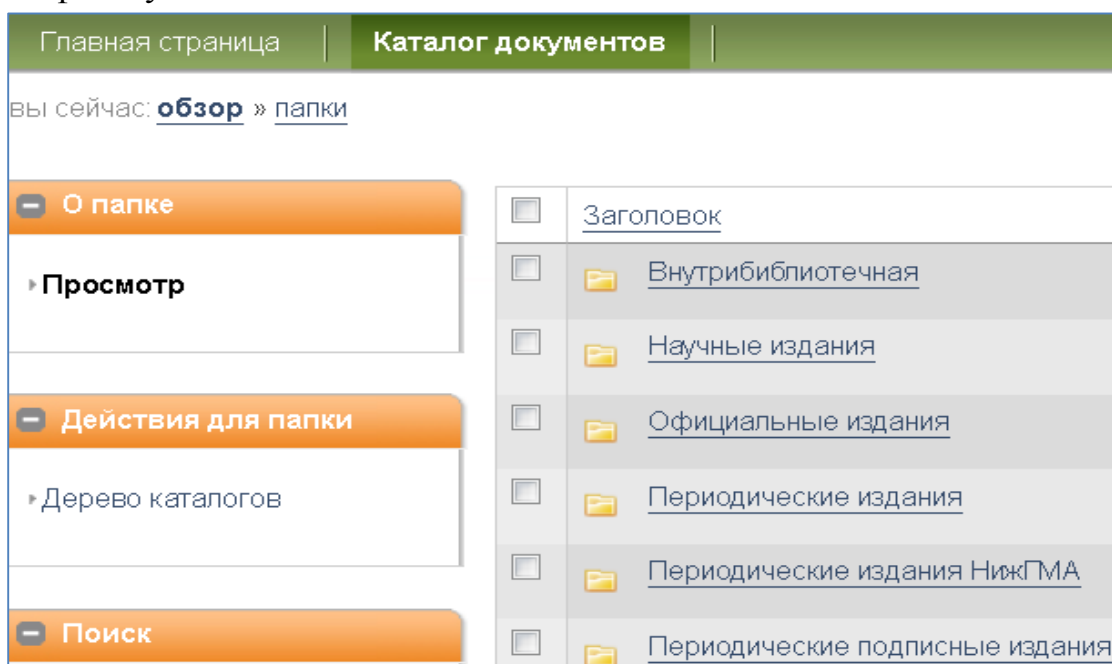 Главная страница
Каталог документов
вы сейчас: обзор » папки
О папке
Просмотр
Действия для папки
Дерево каталогов
Поиск
Заголовок
Внутрибиблиотечная
Научные издания
Официальные издания
Периодические издания
Периодические издания НижГМА
Периодические подписные издания